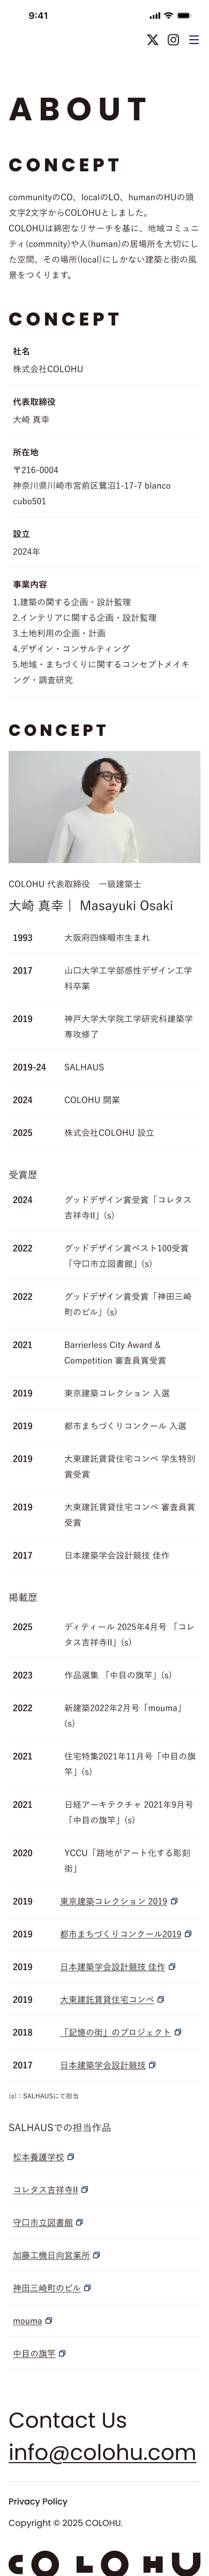 9:41
ABOUT
CONCEPT
communityのCO、localのLO、humanのHUの頭
文字2文字からCOLOHUとしました。
COLOHUは綿密なリサーチを基に、地域コミュニ
ティ(commnity)や人(human)の居場所を大切にし
た空間、その場所(local)にしかない建築と街の風
景をつくります。
CONCEPT
社名
株式会社COLOHU
代表取締役
大崎 真幸
所在地
〒216-0004
神奈川県川崎市宮前区鷺沼1-17-7 blanco
cubo501
設立
2024年
事業内容
1.建築の関する企画・設計監理
2.インテリアに関する企画・設計監理
3.土地利用の企画・計画
4.デザイン・コンサルティング
5.地域・まちづくりに関するコンセプトメイキ
ング・調査研究
CONCEPT
COLOHU 代表取締役　一級建築士
大崎 真幸｜ Masayuki Osaki
1993 大阪府四條畷市生まれ
2017 山口大学工学部感性デザイン工学
科卒業
2019 神戸大学大学院工学研究科建築学
専攻修了
2019-24 SALHAUS
2024 COLOHU 開業
2025 株式会社COLOHU 設立
受賞歴
2024 グッドデザイン賞受賞「コレタス
吉祥寺II」(s)
2022 グッドデザイン賞ベスト100受賞
「守口市立図書館」(s)
2022 グッドデザイン賞受賞「神田三崎
町のビル」(s)
2021 Barrierless City Award &
Competition 審査員賞受賞
2019 東京建築コレクション 入選
2019 都市まちづくりコンクール 入選
2019 大東建託賃貸住宅コンペ 学生特別
賞受賞
2019 大東建託賃貸住宅コンペ 審査員賞
受賞
2017 日本建築学会設計競技 佳作
掲載歴
2025 ディティール 2025年4月号 「コレ
タス吉祥寺II」(s)
2023 作品選集 「中目の旗竿」(s)
2022 新建築2022年2月号「mouma」
(s)
2021 住宅特集2021年11月号「中目の旗
竿」(s)
2021 日経アーキテクチャ 2021年9月号
「中目の旗竿」(s)
2020 YCCU「路地がアート化する彫刻
街」
2019 東京建築コレクション 2019
2019 都市まちづくりコンクール2019
2019 日本建築学会設計競技 佳作
2019 大東建託賃貸住宅コンペ
2018 「記憶の街」のプロジェクト
2017 日本建築学会設計競技
(s)：SALHAUSにて担当
SALHAUSでの担当作品
松本養護学校
コレタス吉祥寺II
守口市立図書館
加藤工機日向営業所
神田三崎町のビル
mouma
中目の旗竿
Contact Us
info@colohu.com
Privacy Policy
Copyright © 2025 COLOHU.
COLOHU